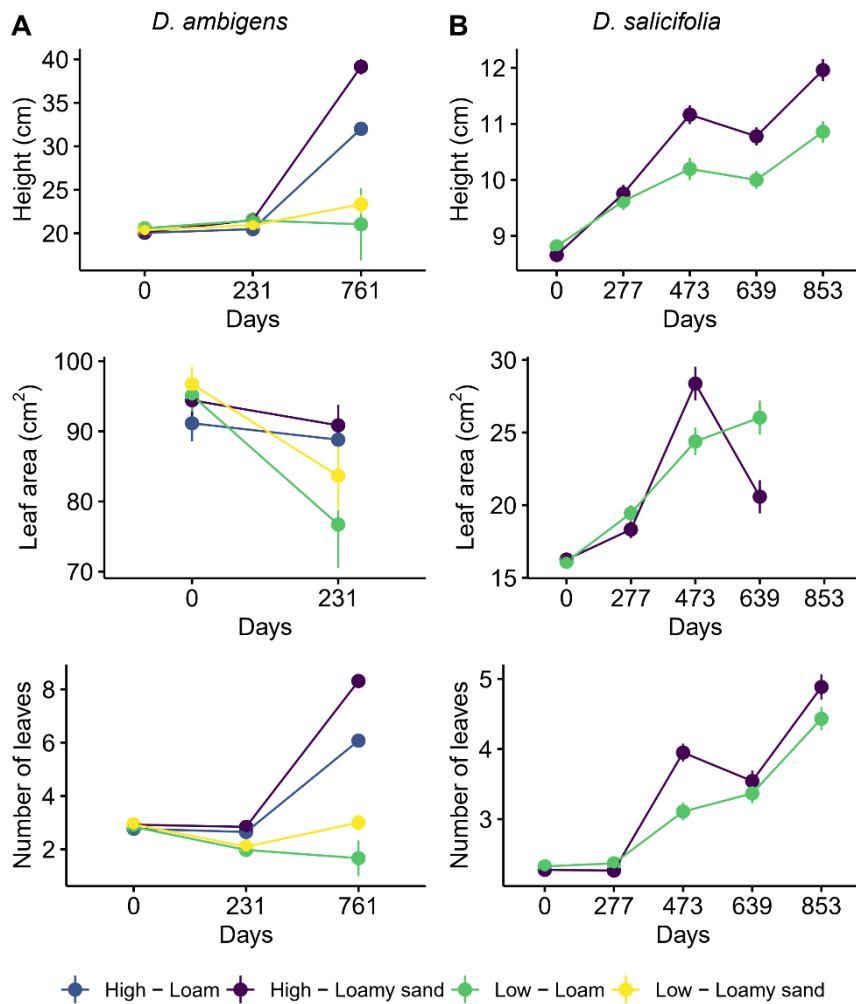 A D. ambigens
B D. salicifolia
Height (cm)
40
35
30
25
20
0 231 761
Days
Height (cm)
12
11
10
9
0 277 473 639 853
Days
Leaf area (cm²)
100
90
80
70
0 231
Days
Leaf area (cm²)
30
25
20
15
0 277 473 639 853
Days
Number of leaves
8
6
4
2
0 231 761
Days
Number of leaves
5
4
3
0 277 473 639 853
Days
High − Loam High − Loamy sand Low − Loam Low − Loamy sand